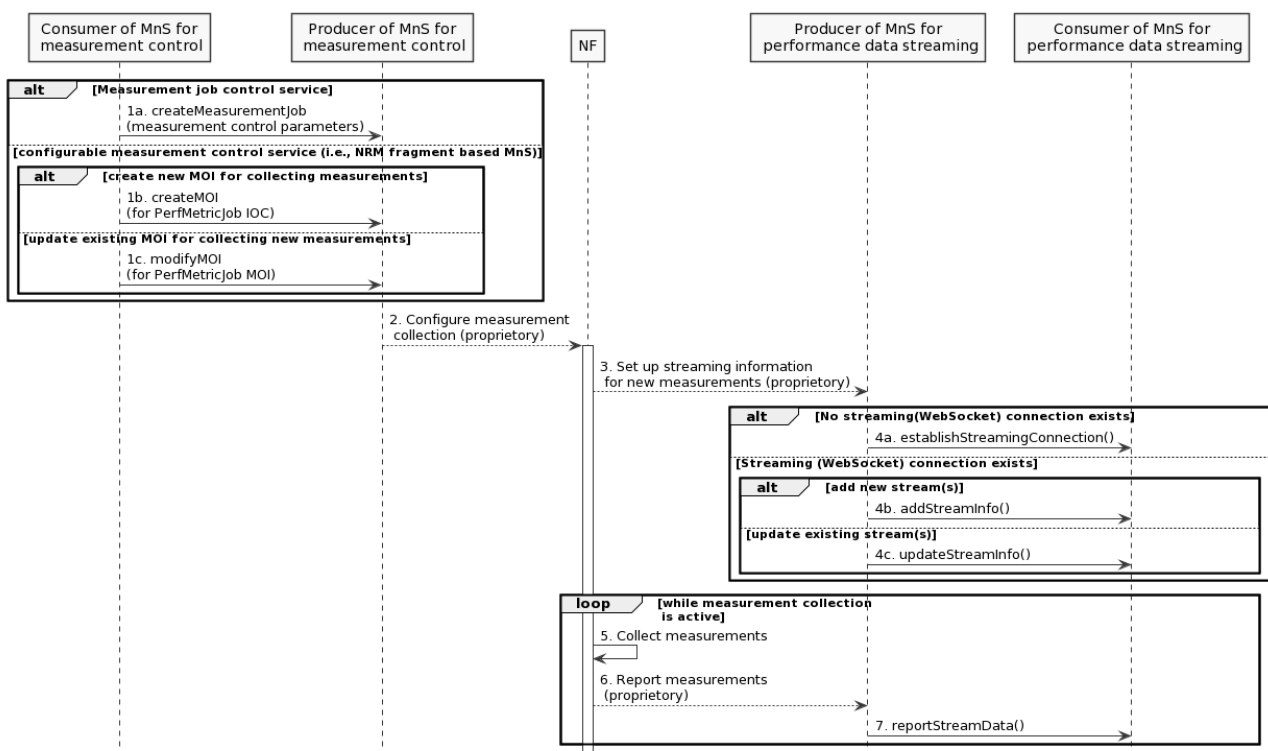 Consumer of MnS for
measurement control
Producer of MnS for
measurement control
NF
Producer of MnS for
performance data streaming
Consumer of MnS for
performance data streaming
alt [Measurement job control service]
1a. createMeasurementJob
(measurement control parameters)
[configurable measurement control service (i.e., NRM fragment based MnS)]
alt [create new MOI for collecting measurements]
1b. createMOI
(for PerfMetricJob IOC)
[update existing MOI for collecting new measurements]
1c. modifyMOI
(for PerfMetricJob MOI)
2. Configure measurement
collection (proprietory)
3. Set up streaming information
for new measurements (proprietory)
alt [No streaming(WebSocket) connection exists]
4a. establishStreamingConnection()
[Streaming (WebSocket) connection exists]
alt [add new stream(s)]
4b. addStreamInfo()
[update existing stream(s)]
4c. updateStreamInfo()
loop [while measurement collection
is active]
5. Collect measurements
6. Report measurements
(proprietory)
7. reportStreamData()